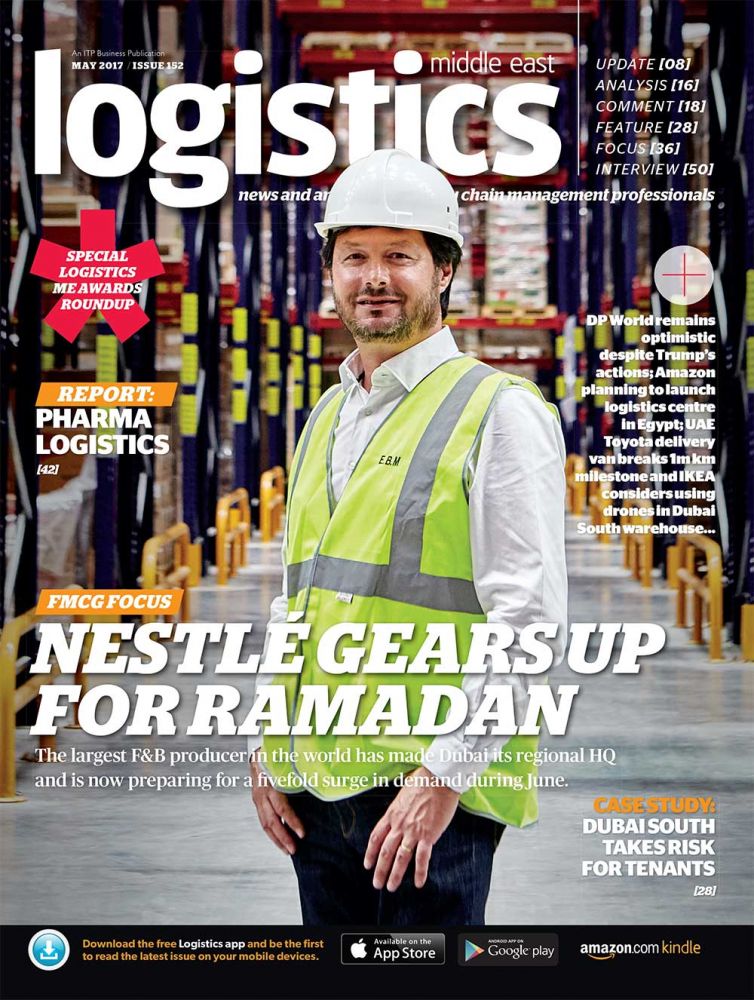 An ITP Business Publication
MAY 2017 / ISSUE 152
middle east
logistics
UPDATE [08]
ANALYSIS [16]
COMMENT [18]
FEATURE [28]
FOCUS [36]
INTERVIEW [50]
news and an
chain management professionals
SPECIAL
LOGISTICS
ME AWARDS
ROUNDUP
REPORT:
PHARMA
LOGISTICS
[42]
DP World remains
optimistic
despite Trump's
actions; Amazon
planning to launch
logistics centre
in Egypt; UAE
Toyota delivery
van breaks 1m km
milestone and IKEA
considers using
drones in Dubai
South warehouse...
E.B.M
FMCG FOCUS
NESTLÉ GEARS UP
FOR RAMADAN
The largest F&B producer in the world has made Dubai its regional HQ
and is now preparing for a fivefold surge in demand during June.
CASE STUDY:
DUBAI SOUTH
TAKES RISK
FOR TENANTS
[28]
Download the free Logistics app and be the first
to read the latest issue on your mobile devices.
Available on the
App Store
ANDROID APP ON
Google play
amazon.com kindle